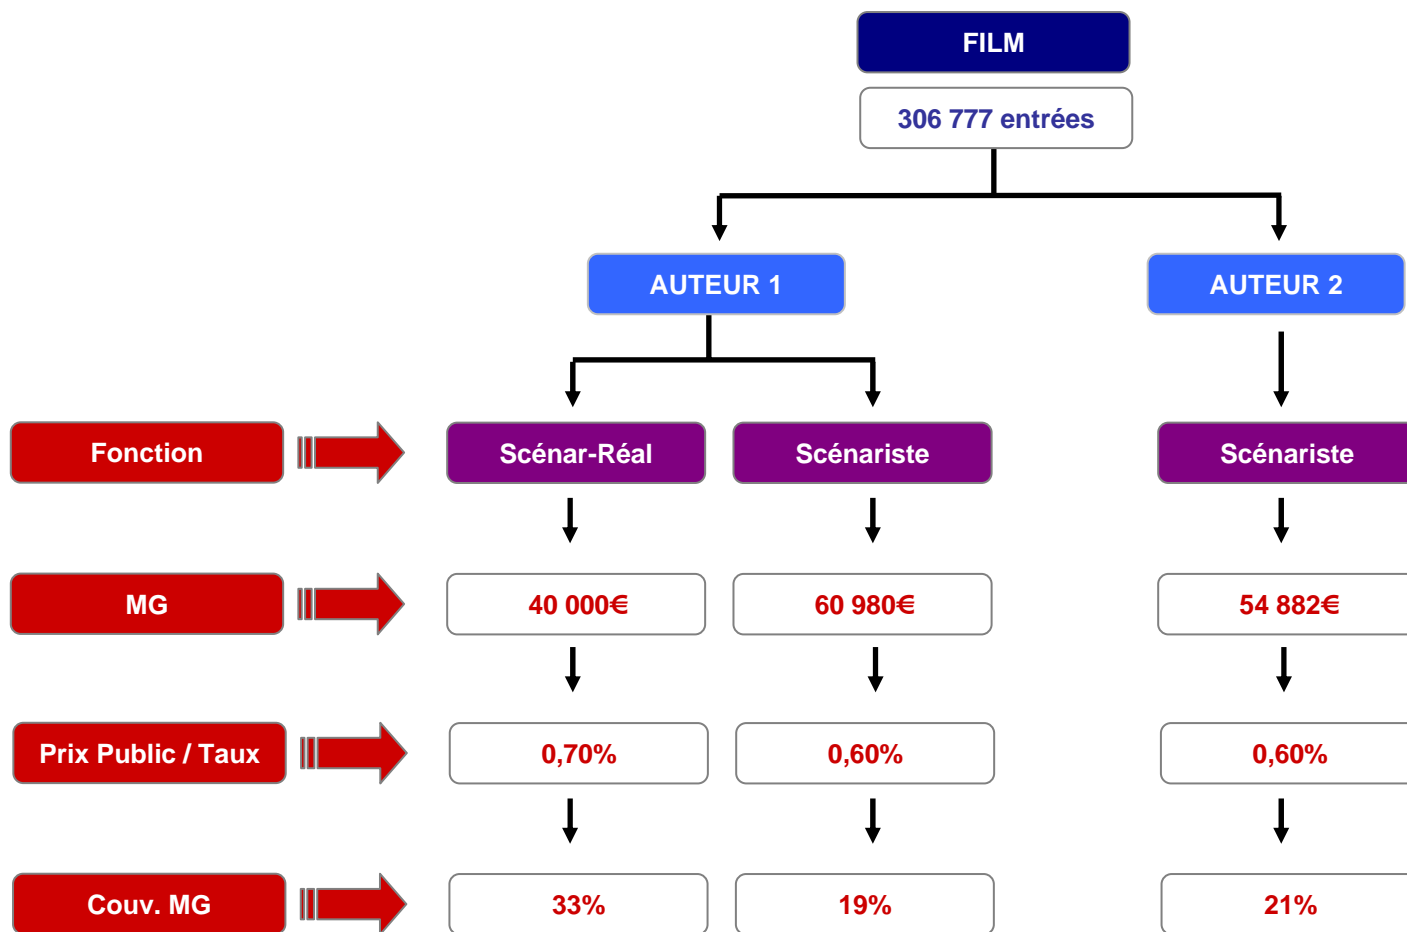 FILM
306 777 entrées
AUTEUR 1
AUTEUR 2
Fonction
Scénar-Réal
Scénariste
Scénariste
MG
40 000€
60 980€
54 882€
Prix Public / Taux
0,70%
0,60%
0,60%
Couv. MG
33%
19%
21%